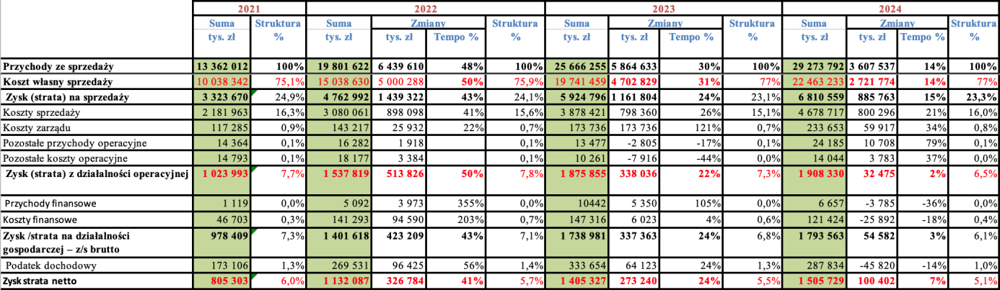 2021 2022 2023 2024
Suma Struktura Suma Zmiany Struktura Suma Zmiany Struktura Suma Zmiany Struktura
tys. zł % tys. zł tys. zł Tempo % % tys. zł tys. zł Tempo % % tys. zł tys. zł Tempo % %
Przychody ze sprzedaży 13 362 012 100% 19 801 622 6 439 610 48% 100% 25 666 255 5 864 633 30% 100% 29 273 792 3 607 537 14% 100%
Koszt własny sprzedaży 10 038 342 75,1% 15 038 630 5 000 288 50% 75,9% 19 741 459 4 702 829 31% 77% 22 463 233 2 721 774 14% 77%
Zysk (strata) na sprzedaży 3 323 670 24,9% 4 762 992 1 439 322 43% 24,1% 5 924 796 1 161 804 24% 23,1% 6 810 559 885 763 15% 23,3%
Koszty sprzedaży 2 181 963 16,3% 3 080 061 898 098 41% 15,6% 3 878 421 798 360 26% 15,1% 4 678 717 800 296 21% 16,0%
Koszty zarządu 117 285 0,9% 143 217 25 932 22% 0,7% 173 736 173 736 121% 0,7% 233 653 59 917 34% 0,8%
Pozostałe przychody operacyjne 14 364 0,1% 16 282 1 918 0,1% 13 477 -2 805 -17% 0,1% 24 185 10 708 79% 0,1%
Pozostałe koszty operacyjne 14 793 0,1% 18 177 3 384 0,1% 10 261 -7 916 -44% 0,0% 14 044 3 783 37% 0,0%
Zysk (strata) z działalności operacyjnej 1 023 993 7,7% 1 537 819 513 826 50% 7,8% 1 875 855 338 036 22% 7,3% 1 908 330 32 475 2% 6,5%
Przychody finansowe 1 119 0,0% 5 092 3 973 355% 0,0% 10442 5 350 105% 0,0% 6 657 -3 785 -36% 0,0%
Koszty finansowe 46 703 0,3% 141 293 94 590 203% 0,7% 147 316 6 023 4% 0,6% 121 424 -25 892 -18% 0,4%
Zysk /strata na działalności 978 409 7,3% 1 401 618 423 209 43% 7,1% 1 738 981 337 363 24% 6,8% 1 793 563 54 582 3% 6,1%
gospodarczej – z/s brutto
Podatek dochodowy 173 106 1,3% 269 531 96 425 56% 1,4% 333 654 64 123 24% 1,3% 287 834 -45 820 -14% 1,0%
Zysk strata netto 805 303 6,0% 1 132 087 326 784 41% 5,7% 1 405 327 273 240 24% 5,5% 1 505 729 100 402 7% 5,1%